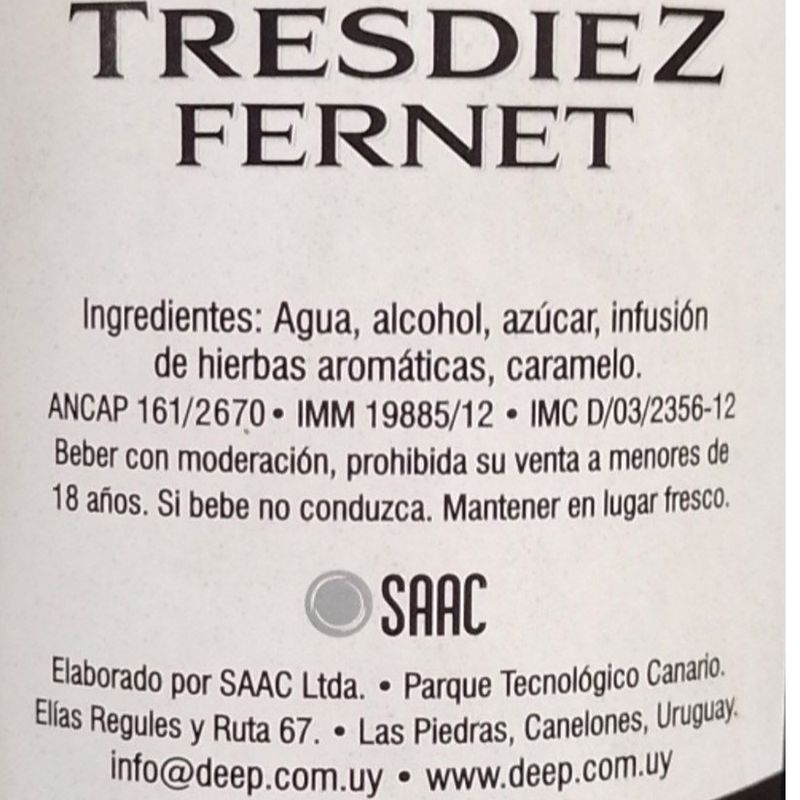 TRESDIEZ
FERNET
Ingredientes: Agua, alcohol, azúcar, infusión
de hierbas aromáticas, caramelo.
ANCAP 161/2670 • IMM 19885/12 • IMC D/03/2356-12
Beber con moderación, prohibida su venta a menores de
18 años. Si bebe no conduzca. Mantener en lugar fresco.
SAAC
Elaborado por SAAC Ltda. • Parque Tecnológico Canario.
Elías Regules y Ruta 67. • Las Piedras, Canelones, Uruguay.
info@deep.com.uy • www.deep.com.uy